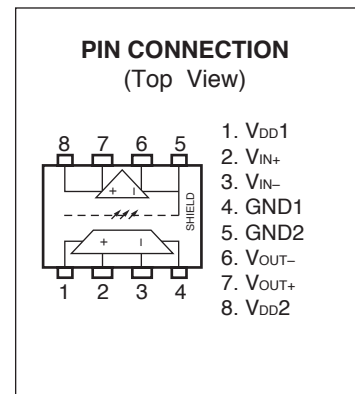 PIN CONNECTION
(Top View)
8 7 6 5
+ −
SHIELD
+ −
1 2 3 4
1. VDD1
2. VIN+
3. VIN−
4. GND1
5. GND2
6. VOUT−
7. VOUT+
8. VDD2